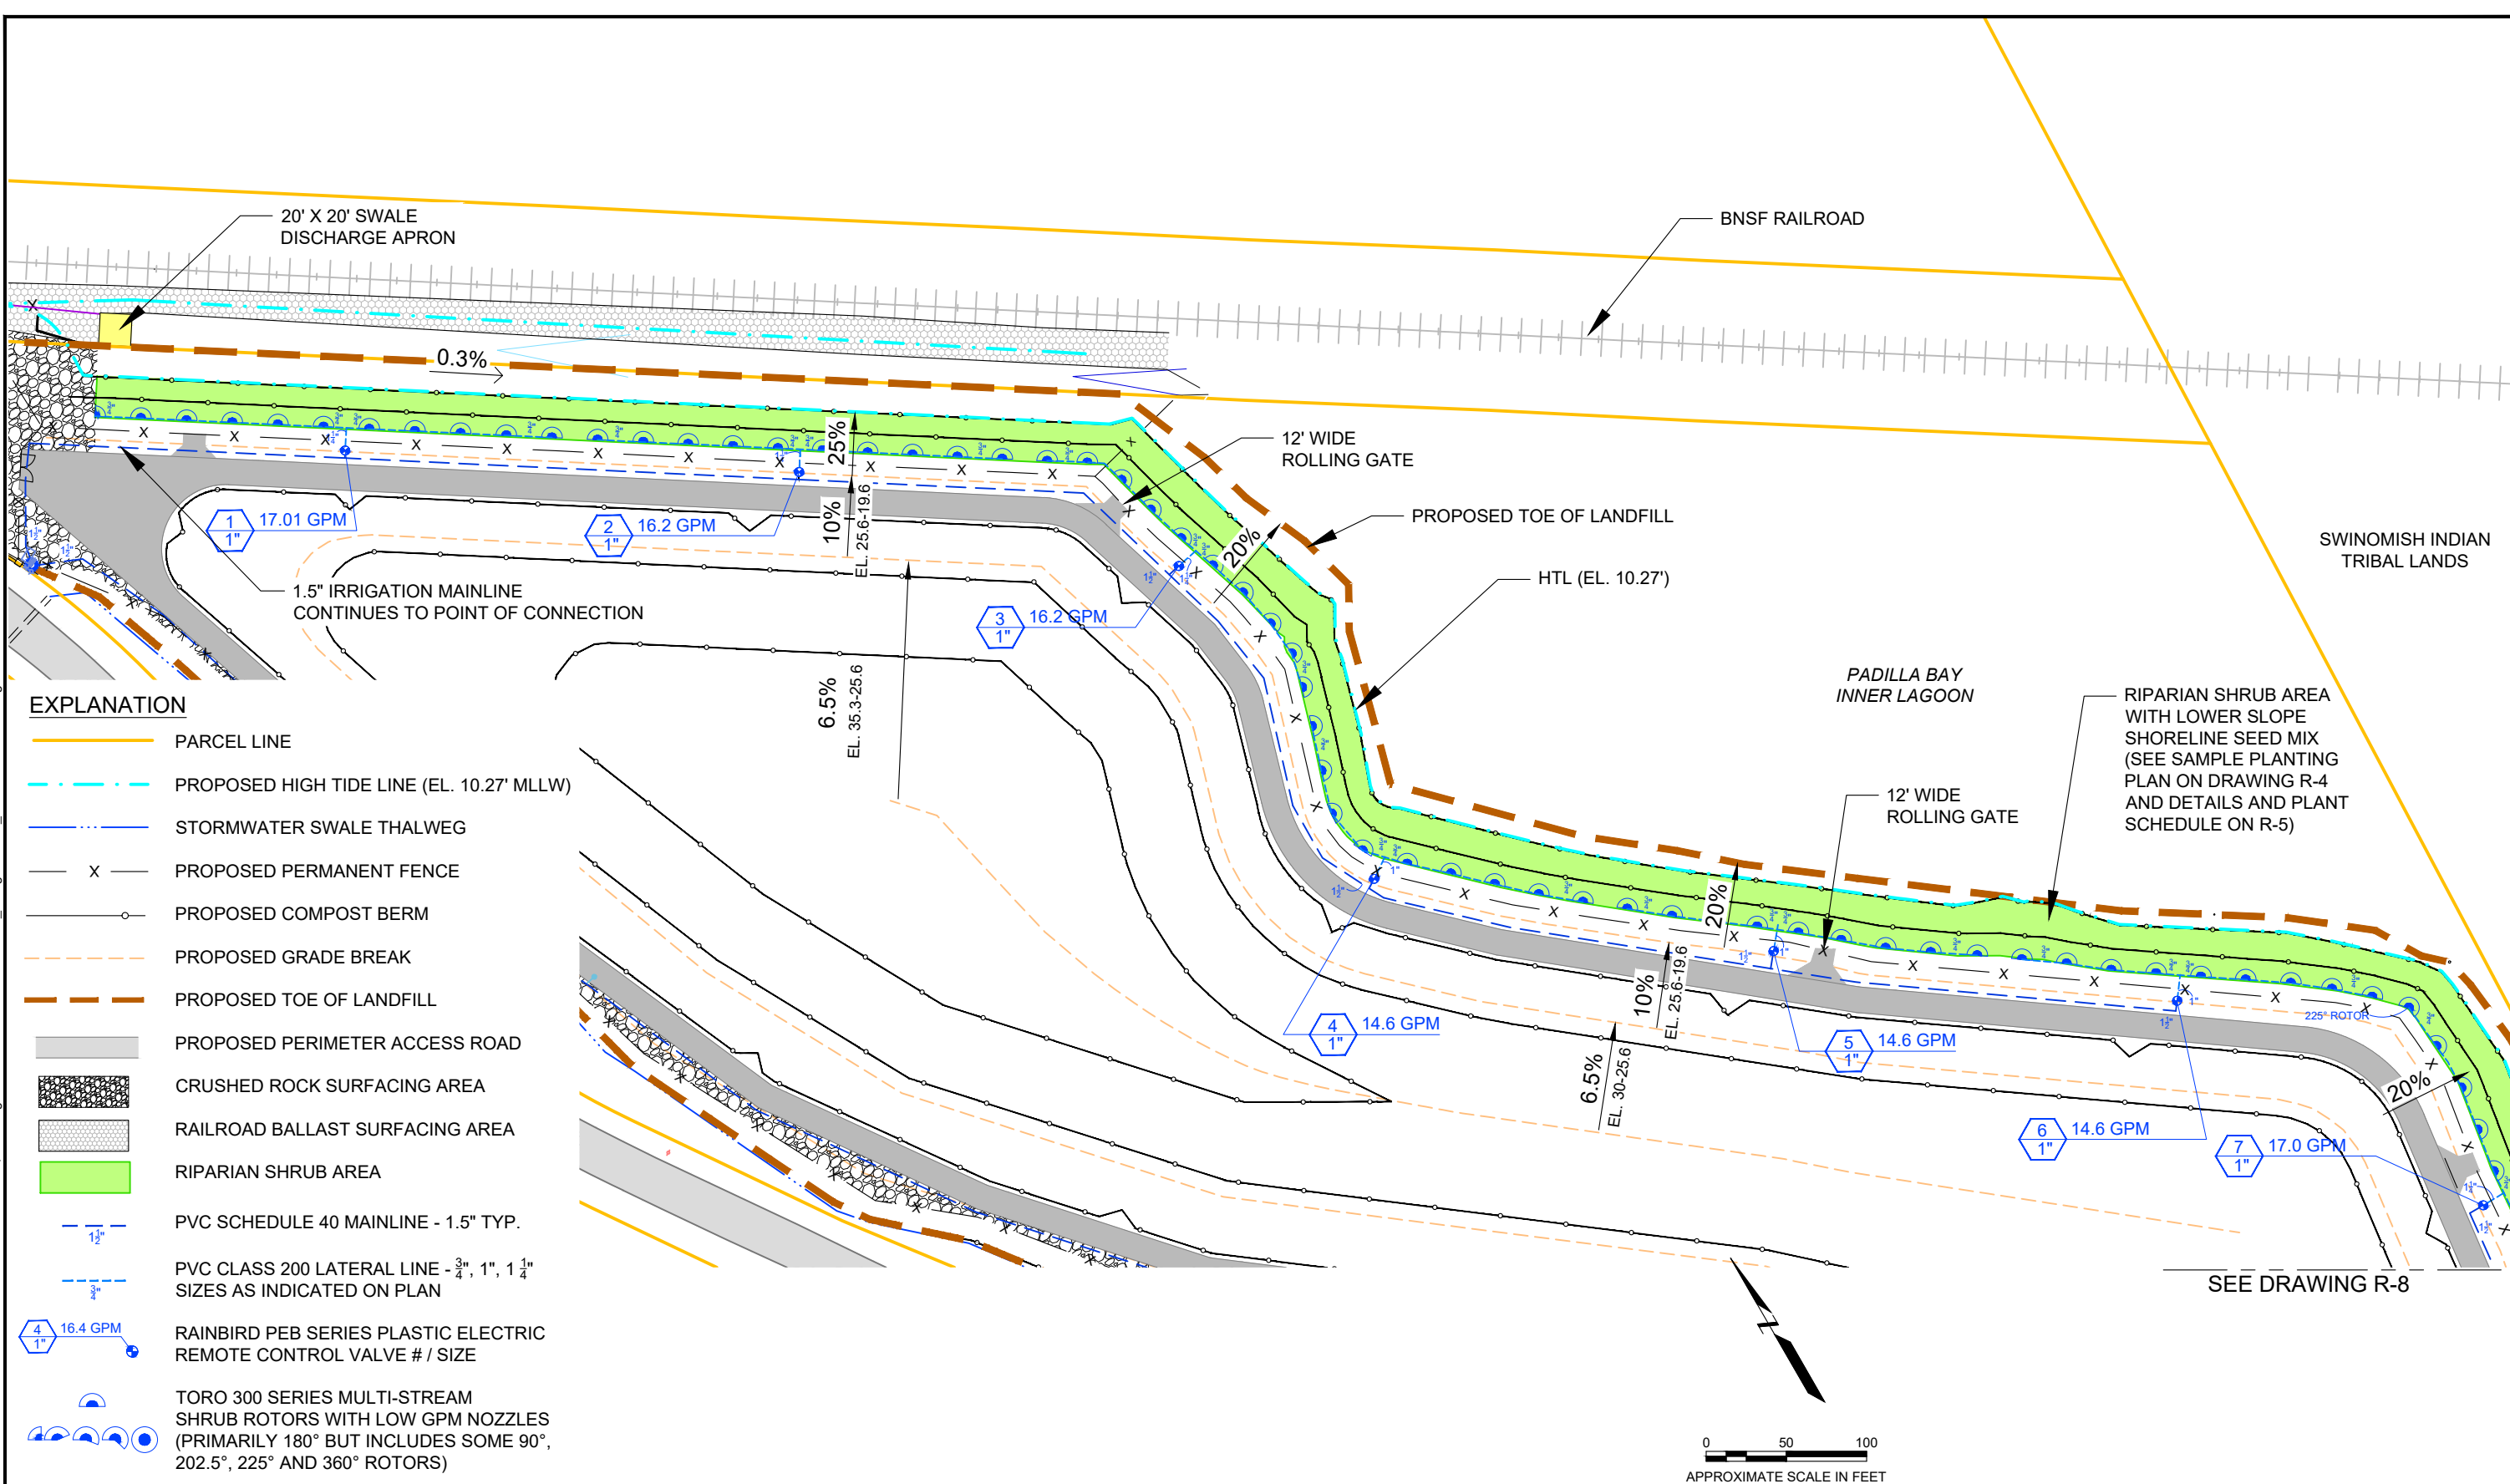 20' X 20' SWALE
DISCHARGE APRON
BNSF RAILROAD
0.3%
12' WIDE
ROLLING GATE
25%
10%
EL. 25.6-19.6
1
1"
17.01 GPM
2
1"
16.2 GPM
PROPOSED TOE OF LANDFILL
20%
SWINOMISH INDIAN
TRIBAL LANDS
HTL (EL. 10.27')
1.5" IRRIGATION MAINLINE
CONTINUES TO POINT OF CONNECTION
3
1"
16.2 GPM
6.5%
EL. 35.3-25.6
PADILLA BAY
INNER LAGOON
RIPARIAN SHRUB AREA
WITH LOWER SLOPE
SHORELINE SEED MIX
(SEE SAMPLE PLANTING
PLAN ON DRAWING R-4
AND DETAILS AND PLANT
SCHEDULE ON R-5)
12' WIDE
ROLLING GATE
20%
10%
EL. 25.6-19.6
4
1"
14.6 GPM
5
1"
14.6 GPM
225° ROTOR
6.5%
EL. 30-25.6
20%
6
1"
14.6 GPM
7
1"
17.0 GPM
SEE DRAWING R-8
EXPLANATION
PARCEL LINE
PROPOSED HIGH TIDE LINE (EL. 10.27' MLLW)
STORMWATER SWALE THALWEG
X
PROPOSED PERMANENT FENCE
PROPOSED COMPOST BERM
PROPOSED GRADE BREAK
PROPOSED TOE OF LANDFILL
PROPOSED PERIMETER ACCESS ROAD
CRUSHED ROCK SURFACING AREA
RAILROAD BALLAST SURFACING AREA
RIPARIAN SHRUB AREA
1½"
PVC SCHEDULE 40 MAINLINE - 1.5" TYP.
¾"
PVC CLASS 200 LATERAL LINE - ¾", 1", 1 ¼"
SIZES AS INDICATED ON PLAN
4
1"
16.4 GPM
RAINBIRD PEB SERIES PLASTIC ELECTRIC
REMOTE CONTROL VALVE # / SIZE
TORO 300 SERIES MULTI-STREAM
SHRUB ROTORS WITH LOW GPM NOZZLES
(PRIMARILY 180° BUT INCLUDES SOME 90°,
202.5°, 225° AND 360° ROTORS)
0 50 100
APPROXIMATE SCALE IN FEET